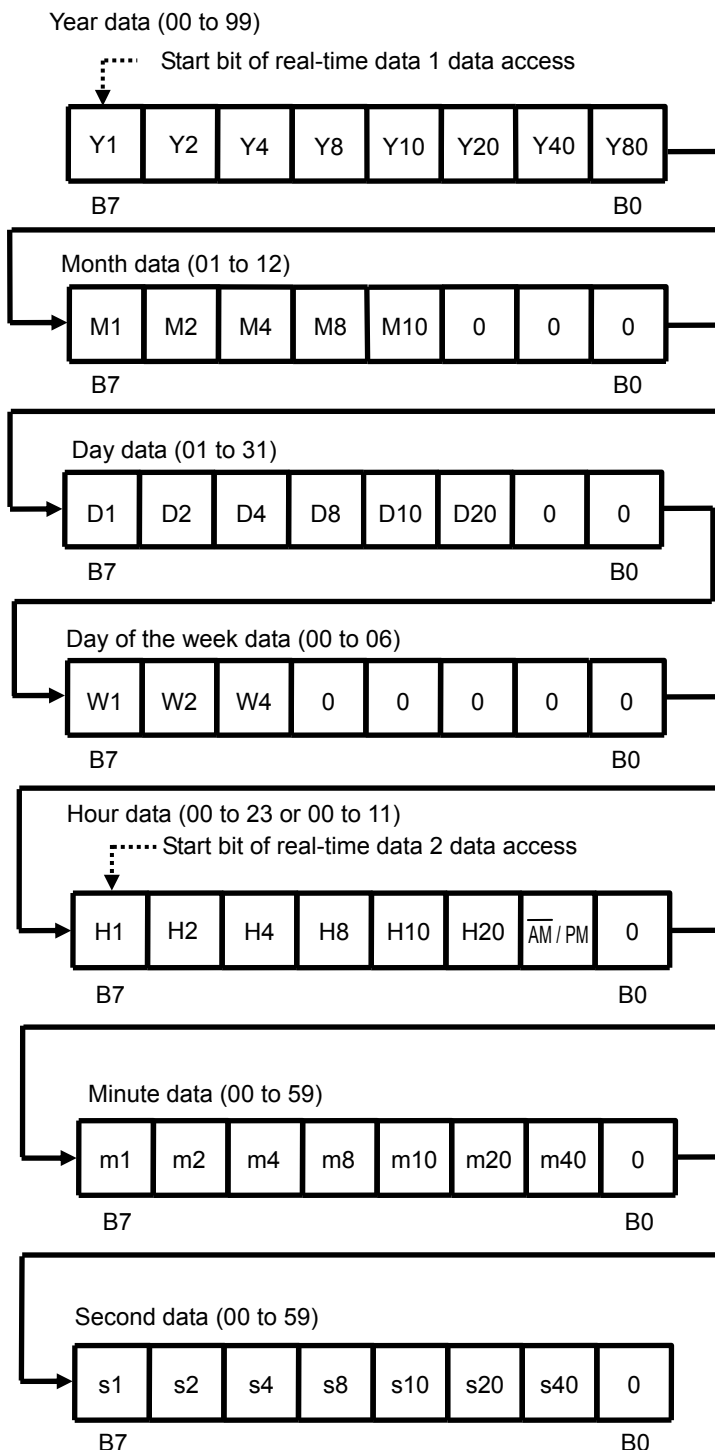 Year data (00 to 99)
Start bit of real-time data 1 data access
Y1 Y2 Y4 Y8 Y10 Y20 Y40 Y80
B7 B0
Month data (01 to 12)
M1 M2 M4 M8 M10 0 0 0
B7 B0
Day data (01 to 31)
D1 D2 D4 D8 D10 D20 0 0
B7 B0
Day of the week data (00 to 06)
W1 W2 W4 0 0 0 0 0
B7 B0
Hour data (00 to 23 or 00 to 11)
Start bit of real-time data 2 data access
H1 H2 H4 H8 H10 H20 A̅M̅ / PM 0
B7 B0
Minute data (00 to 59)
m1 m2 m4 m8 m10 m20 m40 0
B7 B0
Second data (00 to 59)
s1 s2 s4 s8 s10 s20 s40 0
B7 B0